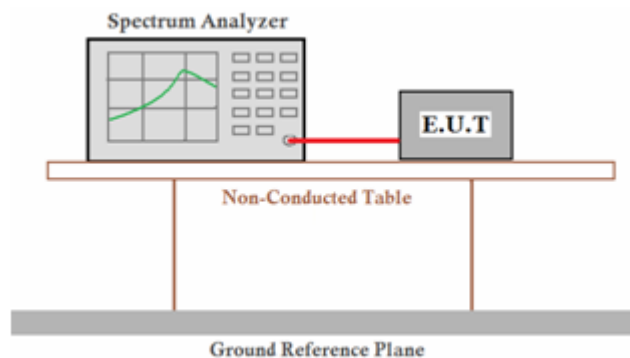 Spectrum Analyzer
E.U.T
Non-Conducted Table
Ground Reference Plane